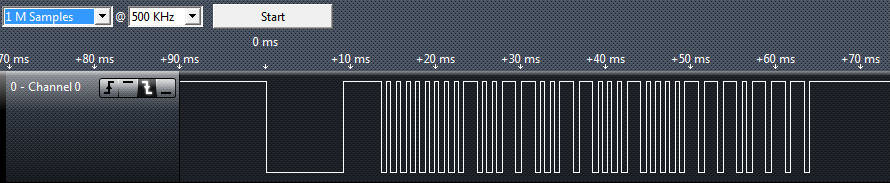 1 M Samples @ 500 KHz Start
0 ms
70 ms +80 ms +90 ms +10 ms +20 ms +30 ms +40 ms +50 ms +60 ms +70 ms
0 - Channel 0